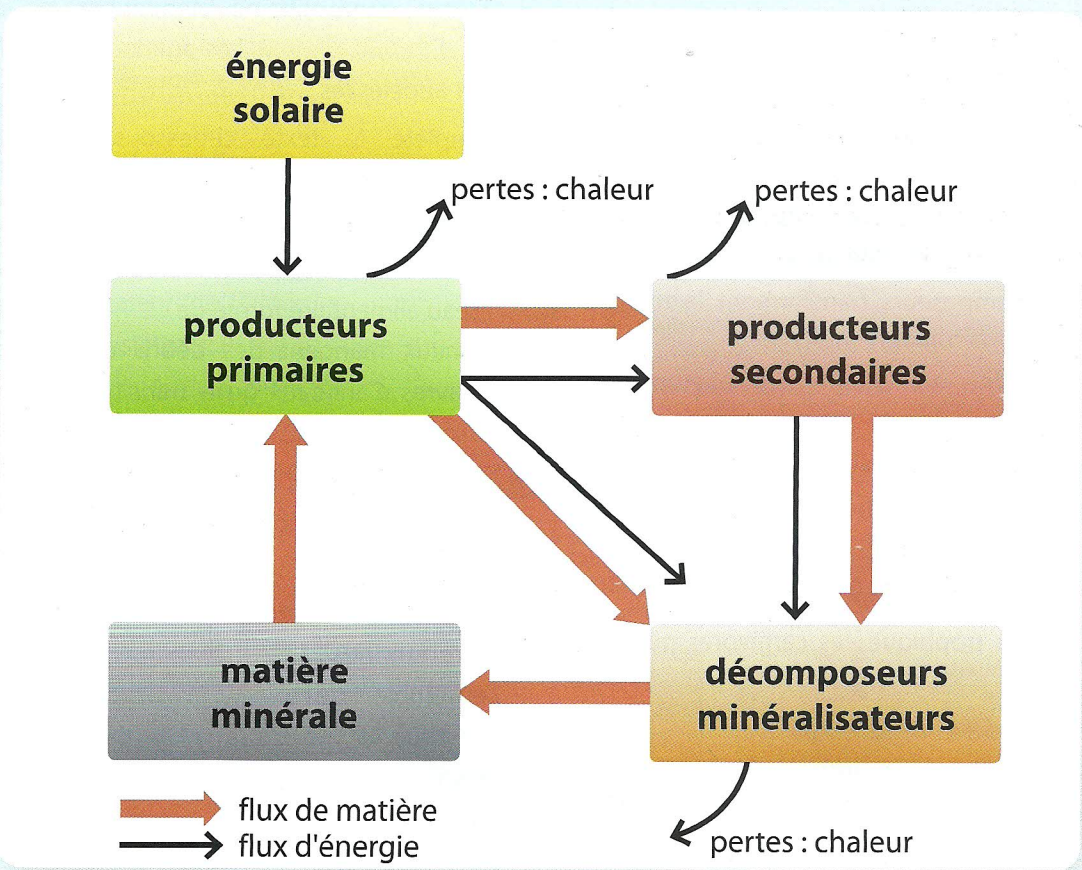 énergie
solaire
pertes : chaleur
pertes : chaleur
producteurs
primaires
producteurs
secondaires
matière
minérale
décomposeurs
minéralisateurs
flux de matière
flux d'énergie
pertes : chaleur